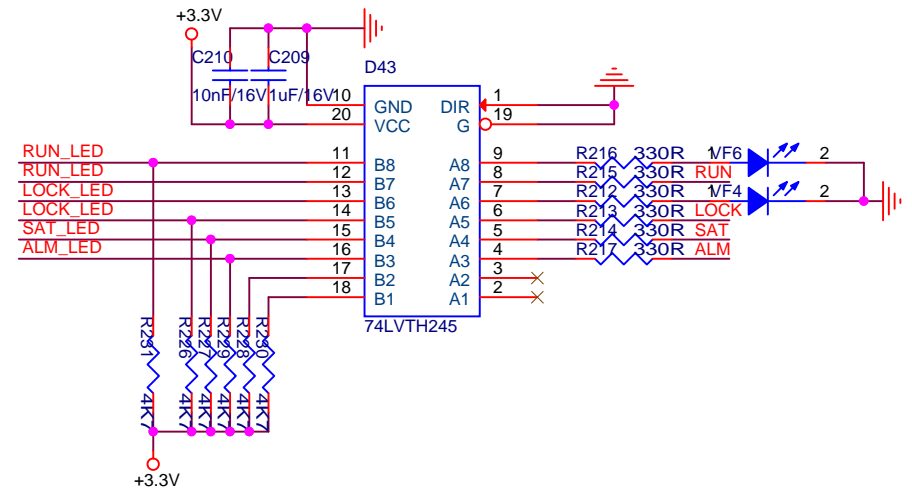 +3.3V
C210
C209
10nF/16V
1uF/16V
D43
10
GND
DIR
1
20
VCC
G
19
RUN_LED
11
B8
A8
9
R216
330R
1
VF6
2
RUN_LED
12
B7
A7
8
R215
330R
RUN
LOCK_LED
13
B6
A6
7
R212
330R
1
VF4
2
LOCK_LED
14
B5
A5
6
R213
330R
LOCK
SAT_LED
15
B4
A4
5
R214
330R
SAT
ALM_LED
16
B3
A3
4
R217
330R
ALM
17
B2
A2
3
18
B1
A1
2
74LVTH245
R231
R226
R227
R229
R228
R230
4K7
4K7
4K7
4K7
4K7
4K7
+3.3V